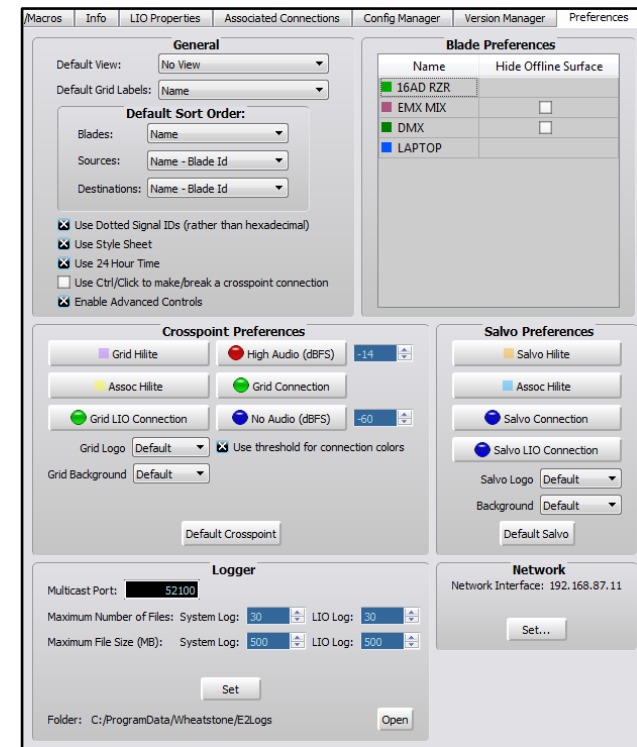 /Macros Info LIO Properties Associated Connections Config Manager Version Manager Preferences
General
Default View: No View
Default Grid Labels: Name
Default Sort Order:
Blades: Name
Sources: Name - Blade Id
Destinations: Name - Blade Id
Use Dotted Signal IDs (rather than hexadecimal)
Use Style Sheet
Use 24 Hour Time
Use Ctrl/Click to make/break a crosspoint connection
Enable Advanced Controls
Blade Preferences
Name Hide Offline Surface
16AD RZR
EMX MIX
DMX
LAPTOP
Crosspoint Preferences
Grid Hilite High Audio (dBFS) -14
Assoc Hilite Grid Connection
Grid LIO Connection No Audio (dBFS) -60
Grid Logo Default Use threshold for connection colors
Grid Background Default
Default Crosspoint
Salvo Preferences
Salvo Hilite
Assoc Hilite
Salvo Connection
Salvo LIO Connection
Salvo Logo Default
Background Default
Default Salvo
Logger
Multicast Port: 52100
Maximum Number of Files: System Log: 30 LIO Log: 30
Maximum File Size (MB): System Log: 500 LIO Log: 500
Set
Folder: C:/ProgramData/Wheatstone/E2Logs Open
Network
Network Interface: 192.168.87.11
Set...